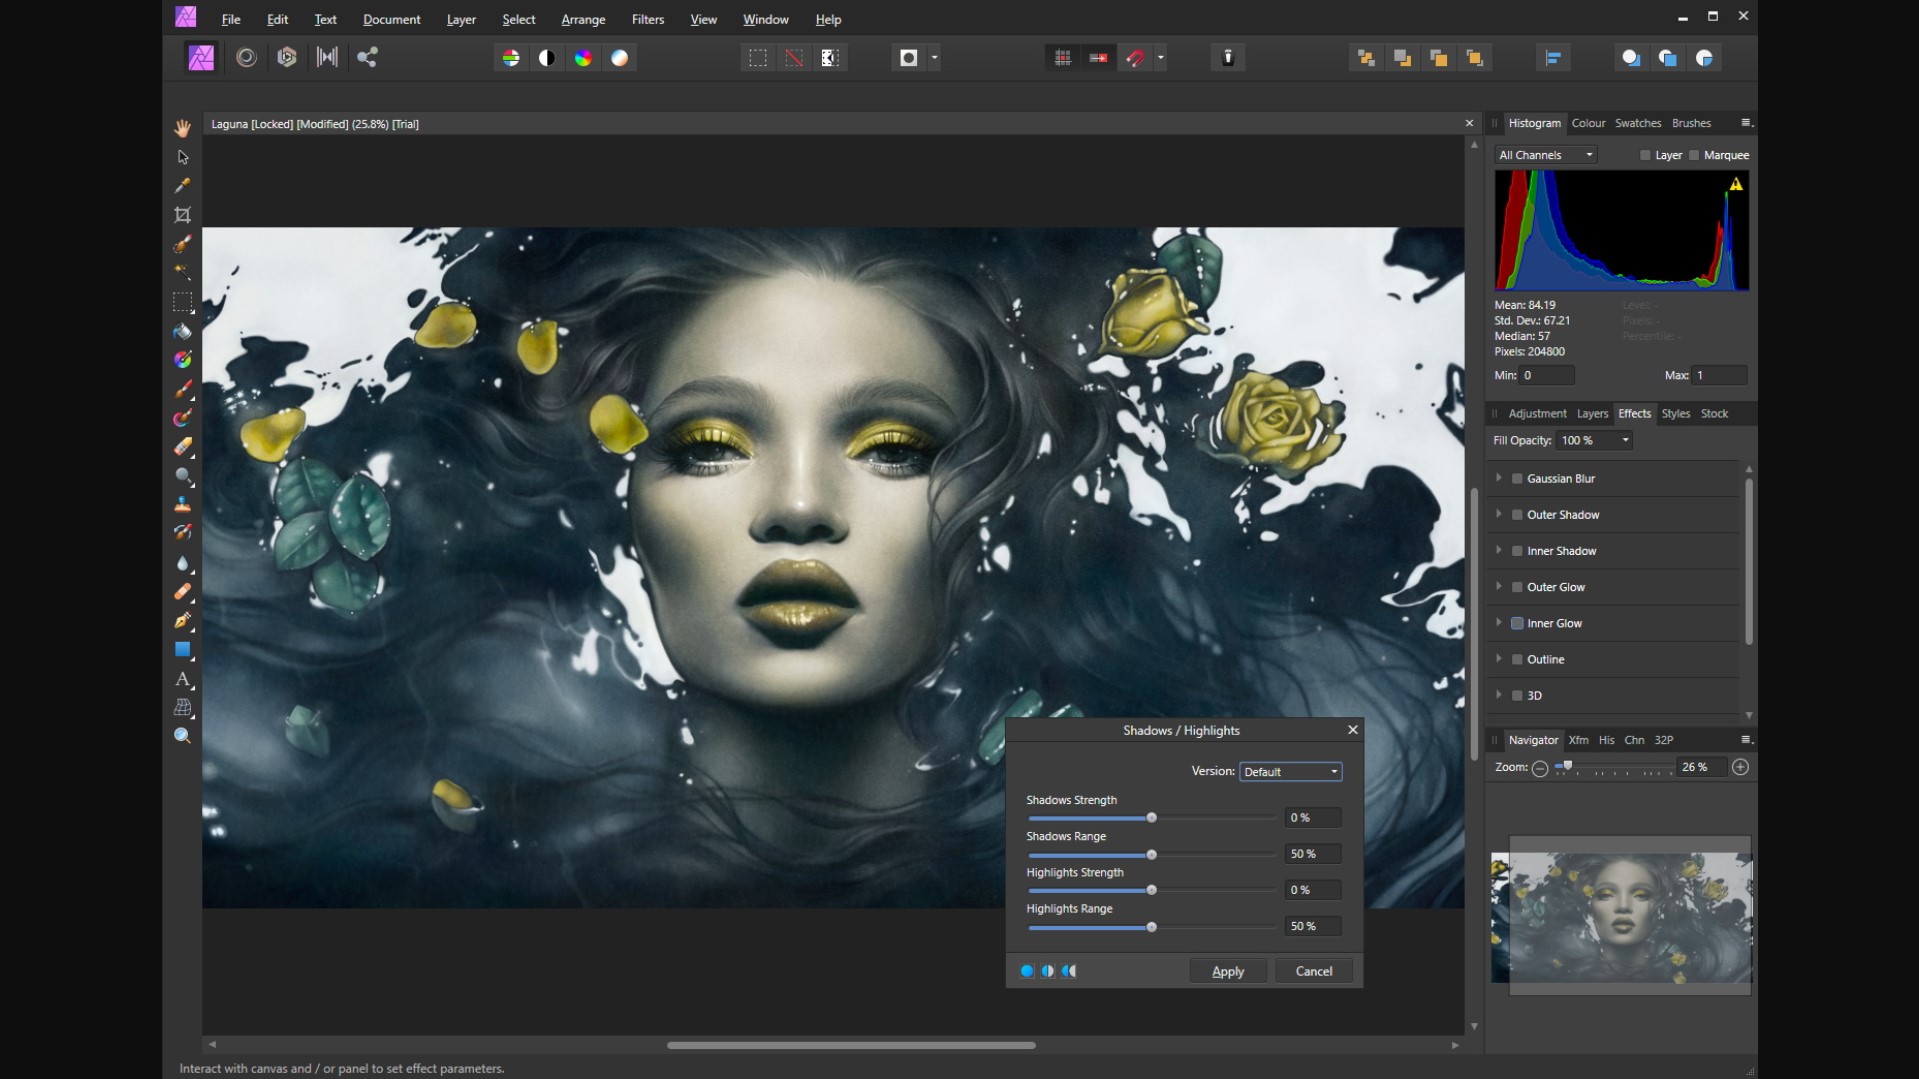 File Edit Text Document Layer Select Arrange Filters View Window Help
Laguna [Locked] [Modified] (25.8%) [Trial]
Histogram Colour Swatches Brushes
All Channels Layer Marquee
Mean: 84.19 Level: -
Std. Dev.: 67.21 Pixels: -
Median: 57 Percentile: -
Pixels: 204800
Min: 0 Max: 1
Adjustment Layers Effects Styles Stock
Fill Opacity: 100 %
Gaussian Blur
Outer Shadow
Inner Shadow
Outer Glow
Inner Glow
Outline
3D
Navigator Xfm His Chn 32P
Zoom: 26 %
Shadows / Highlights
Version: Default
Shadows Strength
0 %
Shadows Range
50 %
Highlights Strength
0 %
Highlights Range
50 %
Apply Cancel
Interact with canvas and / or panel to set effect parameters.